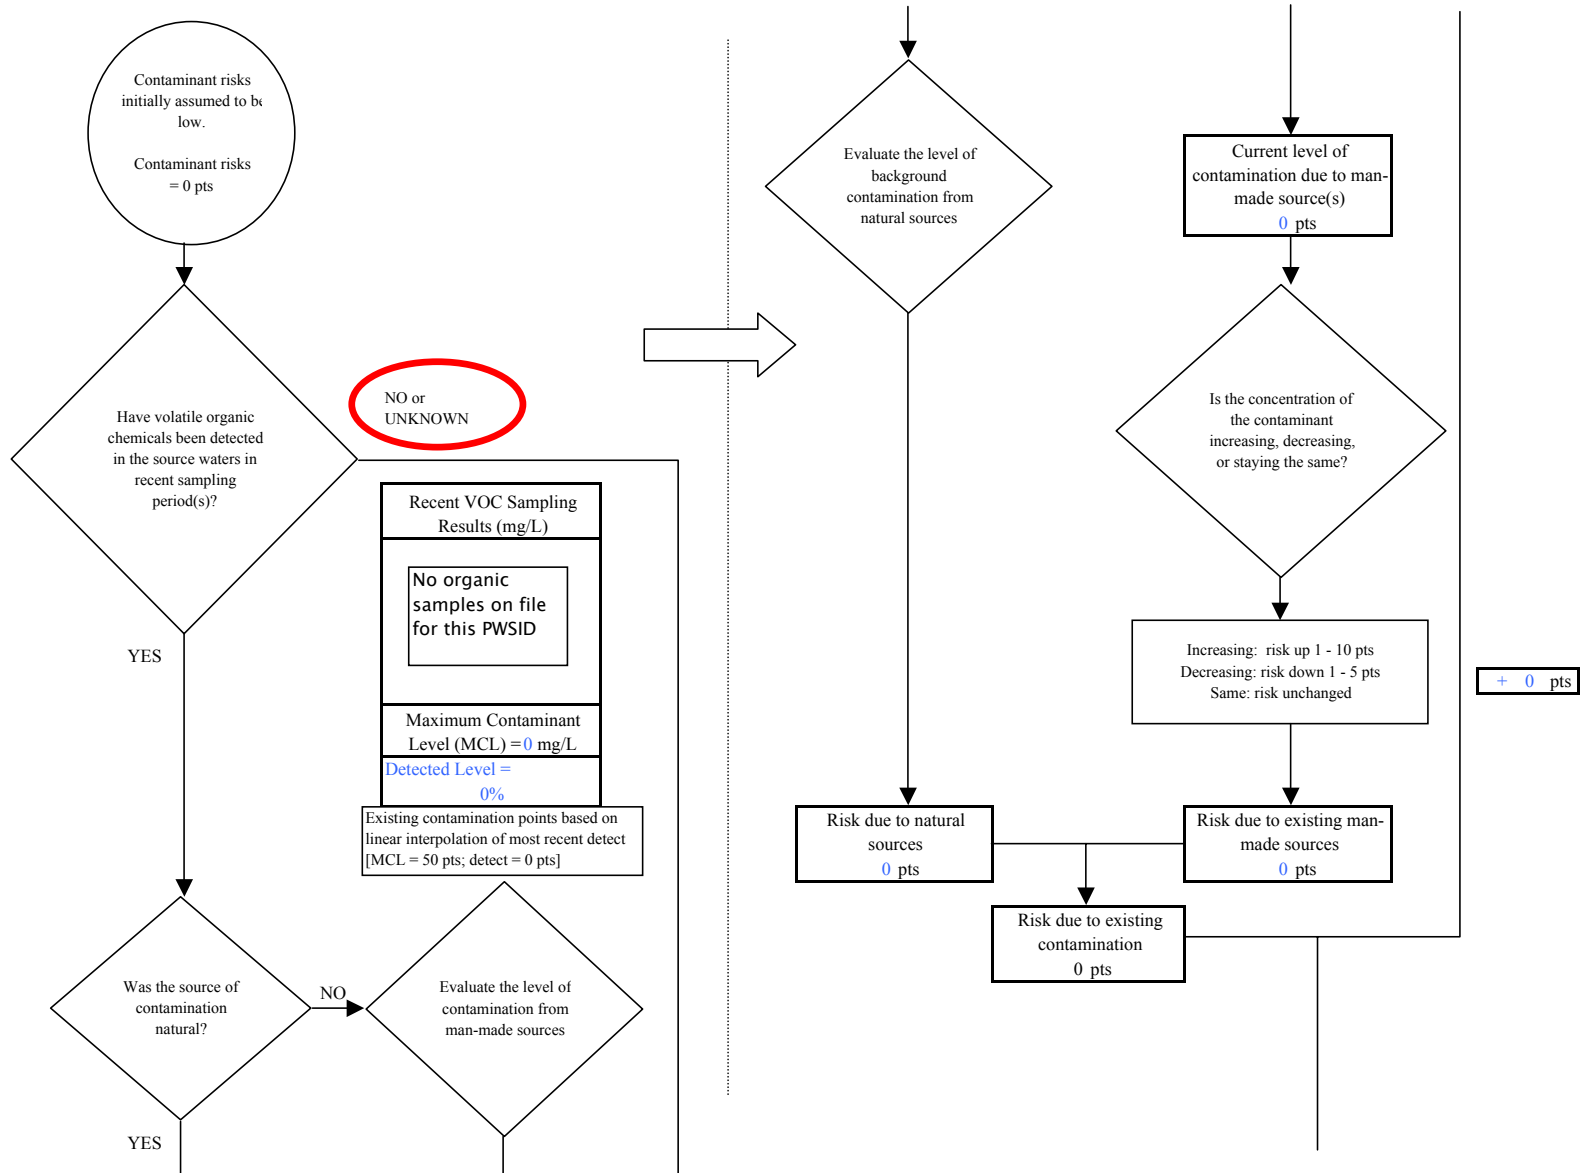 Contaminant risks
initially assumed to be
low.
Contaminant risks
= 0 pts
Have volatile organic
chemicals been detected
in the source waters in
recent sampling
period(s)?
NO or
UNKNOWN
YES
Recent VOC Sampling
Results (mg/L)
No organic
samples on file
for this PWSID
Maximum Contaminant
Level (MCL) = 0 mg/L
Detected Level =
0%
Existing contamination points based on
linear interpolation of most recent detect
[MCL = 50 pts; detect = 0 pts]
Was the source of
contamination
natural?
NO
Evaluate the level of
contamination from
man-made sources
YES
Evaluate the level of
background
contamination from
natural sources
Current level of
contamination due to man-
made source(s)
0 pts
Is the concentration of
the contaminant
increasing, decreasing,
or staying the same?
Increasing: risk up 1 - 10 pts
Decreasing: risk down 1 - 5 pts
Same: risk unchanged
+ 0 pts
Risk due to natural
sources
0 pts
Risk due to existing man-
made sources
0 pts
Risk due to existing
contamination
0 pts